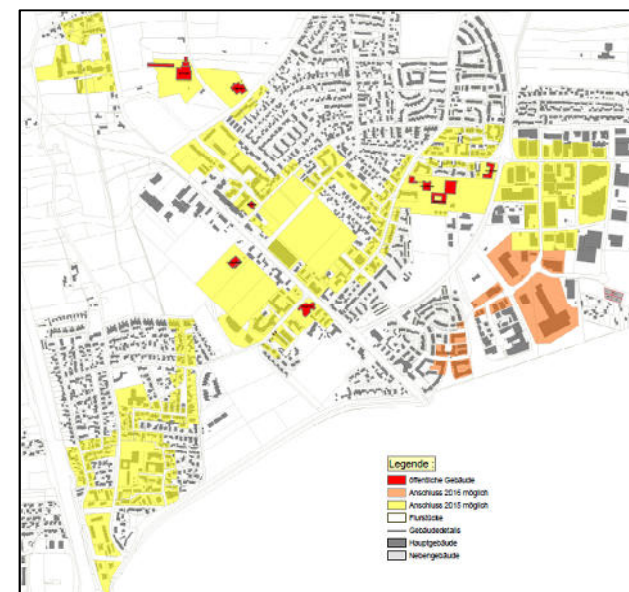 Legende :
öffentliche Gebäude
Anschluss 2016 möglich
Anschluss 2015 möglich
Flurstücke
Gebäudedetails
Hauptgebäude
Nebengebäude